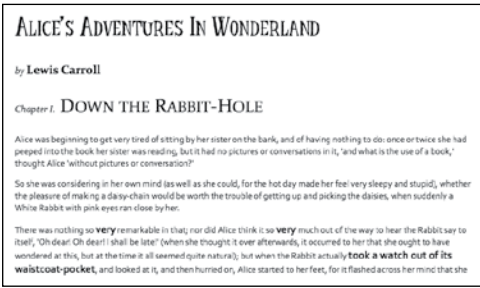 Alice's Adventures In Wonderland
by Lewis Carroll
Chapter I. Down the Rabbit-Hole
Alice was beginning to get very tired of sitting by her sister on the bank, and of having nothing to do: once or twice she had
peeped into the book her sister was reading, but it had no pictures or conversations in it, 'and what is the use of a book,'
thought Alice 'without pictures or conversation?'
So she was considering in her own mind (as well as she could, for the hot day made her feel very sleepy and stupid), whether
the pleasure of making a daisy-chain would be worth the trouble of getting up and picking the daisies, when suddenly a
White Rabbit with pink eyes ran close by her.
There was nothing so very remarkable in that; nor did Alice think it so very much out of the way to hear the Rabbit say to
itself, 'Oh dear! Oh dear! I shall be late!' (when she thought it over afterwards, it occurred to her that she ought to have
wondered at this, but at the time it all seemed quite natural); but when the Rabbit actually took a watch out of its
waistcoat-pocket, and looked at it, and then hurried on, Alice started to her feet, for it flashed across her mind that she